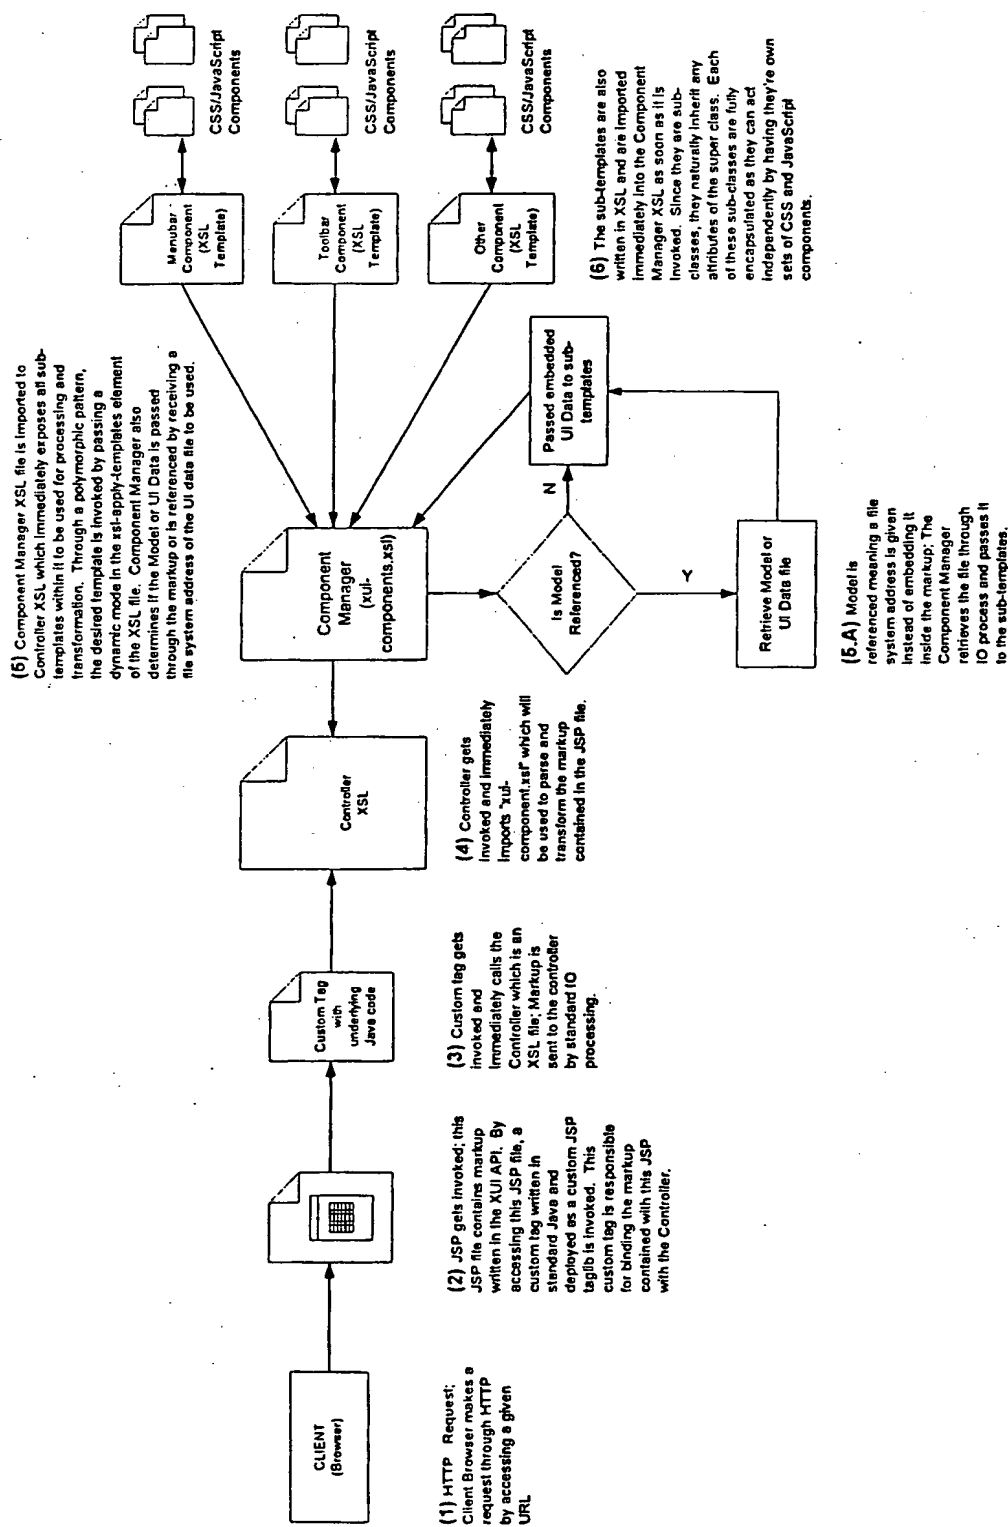 CLIENT
(Browser)
(1) HTTP Request;
Client Browser makes a
request through HTTP
by accessing a given
URL
(2) JSP gets invoked; this
JSP file contains markup
written in the XUI API. By
accessing this JSP file, a
custom tag written in
standard Java and
deployed as a custom JSP
taglib is invoked. This
custom tag is responsible
for binding the markup
contained with this JSP
with the Controller.
Custom Tag
with
underlying
Java code
(3) Custom tag gets
invoked and
immediately calls the
Controller which is an
XSL file; Markup is
sent to the controller
by standard IO
processing.
Controller
XSL
(4) Controller gets
invoked and immediately
imports "xui-
component.xsl" which will
be used to parse and
transform the markup
contained in the JSP file.
(5) Component Manager XSL file is imported to
Controller XSL which immediately exposes all sub-
templates within it to be used for processing and
transformation. Through a polymorphic pattern,
the desired template is invoked by passing a
dynamic mode in the xsl-apply-templates element
of the XSL file. Component Manager also
determines if the Model or UI Data is passed
through the markup or is referenced by receiving a
file system address of the UI data file to be used.
Component
Manager
(xui-
components.xsl)
Is Model
Referenced?
N
Y
Passed embedded
UI Data to sub-
templates
Retrieve Model or
UI Data file
(5.A) Model is
referenced meaning a file
system address is given
instead of embedding it
inside the markup; The
Component Manager
retrieves the file through
IO process and passes it
to the sub-templates.
Menubar
Component
(XSL
Template)
Toolbar
Component
(XSL
Template)
Other
Component
(XSL
Template)
CSS/JavaScript
Components
CSS/JavaScript
Components
CSS/JavaScript
Components
(6) The sub-templates are also
written in XSL and are imported
immediately into the Component
Manager XSL as soon as it is
invoked. Since they are sub-
classes, they naturally inherit any
attributes of the super class. Each
of these sub-classes are fully
encapsulated as they can act
independently by having they're own
sets of CSS and JavaScript
components.